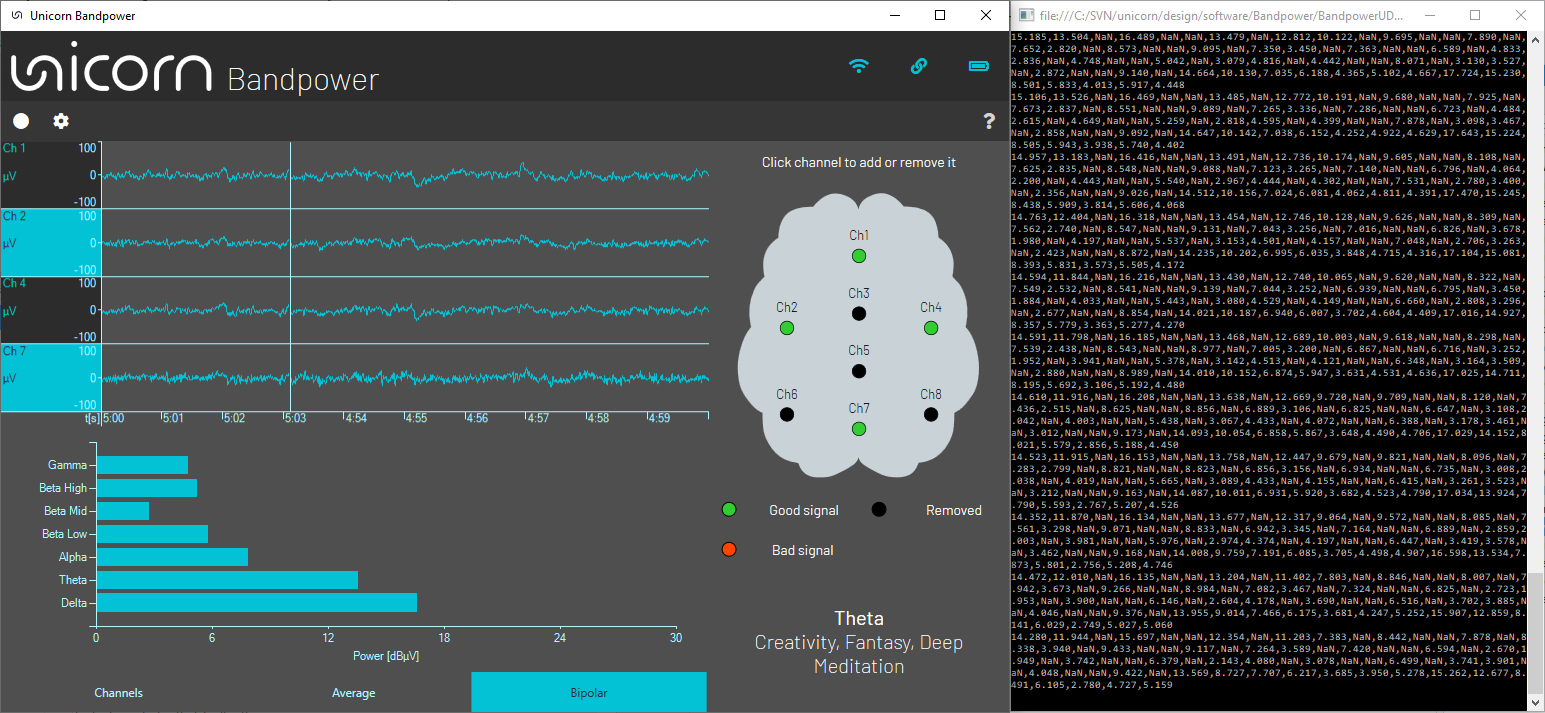 Unicorn Bandpower
unicorn Bandpower
?
Ch 1
100
µV
0
-100
Ch 2
100
µV
0
-100
Ch 4
100
µV
0
-100
Ch 7
100
µV
0
-100
t[s] 5:00 5:01 5:02 5:03 4:54 4:55 4:56 4:57 4:58 4:59
Gamma
Beta High
Beta Mid
Beta Low
Alpha
Theta
Delta
0 6 12 18 24 30
Power [dBµV]
Channels Average Bipolar
Click channel to add or remove it
Ch1
Ch3
Ch2 Ch4
Ch5
Ch6 Ch8
Ch7
Good signal Removed
Bad signal
Theta
Creativity, Fantasy, Deep
Meditation
file:///C:/SVN/unicorn/design/software/Bandpower/BandpowerUD...
15.185,13.504,NaN,16.489,NaN,NaN,13.479,NaN,12.812,10.122,NaN,9.695,NaN,NaN,7.890,NaN,
7.652,2.820,NaN,8.573,NaN,NaN,9.095,NaN,7.350,3.450,NaN,7.363,NaN,NaN,6.589,NaN,4.833,
2.836,NaN,4.748,NaN,NaN,5.042,NaN,3.079,4.816,NaN,4.442,NaN,NaN,8.071,NaN,3.130,3.527,
NaN,2.872,NaN,NaN,9.140,NaN,14.664,10.130,7.035,6.188,4.365,5.102,4.667,17.724,15.230,
8.501,5.833,4.013,5.917,4.448
15.106,13.526,NaN,16.469,NaN,NaN,13.485,NaN,12.772,10.191,NaN,9.680,NaN,NaN,7.925,NaN,
7.673,2.837,NaN,8.551,NaN,NaN,9.089,NaN,7.265,3.336,NaN,7.286,NaN,NaN,6.723,NaN,4.484,
2.615,NaN,4.649,NaN,NaN,5.259,NaN,2.818,4.595,NaN,4.399,NaN,NaN,7.878,NaN,3.098,3.467,
NaN,2.858,NaN,NaN,9.092,NaN,14.647,10.142,7.038,6.152,4.252,4.922,4.629,17.643,15.224,
8.505,5.943,3.938,5.740,4.402
14.957,13.183,NaN,16.416,NaN,NaN,13.491,NaN,12.736,10.174,NaN,9.605,NaN,NaN,8.108,NaN,
7.625,2.835,NaN,8.548,NaN,NaN,9.088,NaN,7.123,3.265,NaN,7.140,NaN,NaN,6.796,NaN,4.064,
2.200,NaN,4.443,NaN,NaN,5.540,NaN,2.967,4.444,NaN,4.302,NaN,NaN,7.531,NaN,2.780,3.400,
NaN,2.356,NaN,NaN,9.026,NaN,14.512,10.156,7.024,6.081,4.062,4.811,4.391,17.470,15.245,
8.438,5.909,3.814,5.606,4.068
14.763,12.404,NaN,16.318,NaN,NaN,13.454,NaN,12.746,10.128,NaN,9.626,NaN,NaN,8.309,NaN,
7.562,2.740,NaN,8.547,NaN,NaN,9.131,NaN,7.043,3.256,NaN,7.016,NaN,NaN,6.826,NaN,3.678,
1.980,NaN,4.197,NaN,NaN,5.537,NaN,3.153,4.501,NaN,4.157,NaN,NaN,7.048,NaN,2.706,3.263,
NaN,2.423,NaN,NaN,8.872,NaN,14.235,10.202,6.995,6.035,3.848,4.715,4.316,17.104,15.081,
8.393,5.831,3.573,5.505,4.172
14.594,11.844,NaN,16.216,NaN,NaN,13.430,NaN,12.740,10.065,NaN,9.620,NaN,NaN,8.322,NaN,
7.549,2.532,NaN,8.541,NaN,NaN,9.139,NaN,7.044,3.252,NaN,6.939,NaN,NaN,6.795,NaN,3.450,
1.884,NaN,4.033,NaN,NaN,5.443,NaN,3.080,4.529,NaN,4.149,NaN,NaN,6.660,NaN,2.808,3.296,
NaN,2.677,NaN,NaN,8.854,NaN,14.021,10.187,6.940,6.007,3.702,4.604,4.409,17.016,14.927,
8.357,5.779,3.363,5.277,4.270
14.591,11.798,NaN,16.185,NaN,NaN,13.468,NaN,12.689,10.003,NaN,9.618,NaN,NaN,8.298,NaN,
7.539,2.438,NaN,8.543,NaN,NaN,8.977,NaN,7.005,3.200,NaN,6.867,NaN,NaN,6.716,NaN,3.252,
1.952,NaN,3.941,NaN,NaN,5.378,NaN,3.142,4.513,NaN,4.121,NaN,NaN,6.348,NaN,3.164,3.509,
NaN,2.880,NaN,NaN,8.989,NaN,14.010,10.152,6.874,5.947,3.631,4.531,4.636,17.025,14.711,
8.195,5.692,3.106,5.192,4.480
14.610,11.916,NaN,16.208,NaN,NaN,13.638,NaN,12.669,9.720,NaN,9.709,NaN,NaN,8.120,NaN,7
.436,2.515,NaN,8.625,NaN,NaN,8.856,NaN,6.889,3.106,NaN,6.825,NaN,NaN,6.647,NaN,3.108,2
.042,NaN,4.003,NaN,NaN,5.438,NaN,3.067,4.433,NaN,4.072,NaN,NaN,6.388,NaN,3.178,3.461,N
aN,3.012,NaN,NaN,9.173,NaN,14.093,10.054,6.858,5.867,3.648,4.490,4.706,17.029,14.152,8
.021,5.579,2.856,5.188,4.450
14.523,11.915,NaN,16.153,NaN,NaN,13.758,NaN,12.447,9.679,NaN,9.821,NaN,NaN,8.096,NaN,7
.283,2.799,NaN,8.821,NaN,NaN,8.823,NaN,6.856,3.156,NaN,6.934,NaN,NaN,6.735,NaN,3.008,2
.038,NaN,4.019,NaN,NaN,5.665,NaN,3.089,4.433,NaN,4.155,NaN,NaN,6.415,NaN,3.261,3.523,N
aN,3.212,NaN,NaN,9.163,NaN,14.087,10.011,6.931,5.920,3.682,4.523,4.790,17.034,13.924,7
.790,5.593,2.767,5.207,4.526
14.352,11.870,NaN,16.134,NaN,NaN,13.677,NaN,12.317,9.064,NaN,9.572,NaN,NaN,8.085,NaN,7
.561,3.298,NaN,9.071,NaN,NaN,8.833,NaN,6.942,3.345,NaN,7.164,NaN,NaN,6.889,NaN,2.859,2
.003,NaN,3.981,NaN,NaN,5.976,NaN,2.974,4.374,NaN,4.197,NaN,NaN,6.447,NaN,3.419,3.578,N
aN,3.462,NaN,NaN,9.168,NaN,14.008,9.759,7.191,6.085,3.705,4.498,4.907,16.598,13.534,7.
873,5.801,2.756,5.208,4.746
14.472,12.010,NaN,16.135,NaN,NaN,13.204,NaN,11.402,7.803,NaN,8.846,NaN,NaN,8.007,NaN,7
.942,3.673,NaN,9.266,NaN,NaN,8.984,NaN,7.082,3.467,NaN,7.324,NaN,NaN,6.825,NaN,2.723,1
.953,NaN,3.900,NaN,NaN,6.146,NaN,2.604,4.178,NaN,3.690,NaN,NaN,6.516,NaN,3.702,3.885,N
aN,4.046,NaN,NaN,9.376,NaN,13.955,9.014,7.466,6.175,3.681,4.247,5.252,15.907,12.859,8.
141,6.029,2.749,5.027,5.060
14.280,11.944,NaN,15.697,NaN,NaN,12.354,NaN,11.203,7.383,NaN,8.442,NaN,NaN,7.878,NaN,8
.338,3.940,NaN,9.433,NaN,NaN,9.117,NaN,7.264,3.589,NaN,7.420,NaN,NaN,6.594,NaN,2.670,1
.949,NaN,3.742,NaN,NaN,6.379,NaN,2.143,4.080,NaN,3.078,NaN,NaN,6.499,NaN,3.741,3.901,N
aN,4.048,NaN,NaN,9.422,NaN,13.569,8.727,7.707,6.217,3.685,3.950,5.278,15.262,12.677,8.
491,6.105,2.780,4.727,5.159